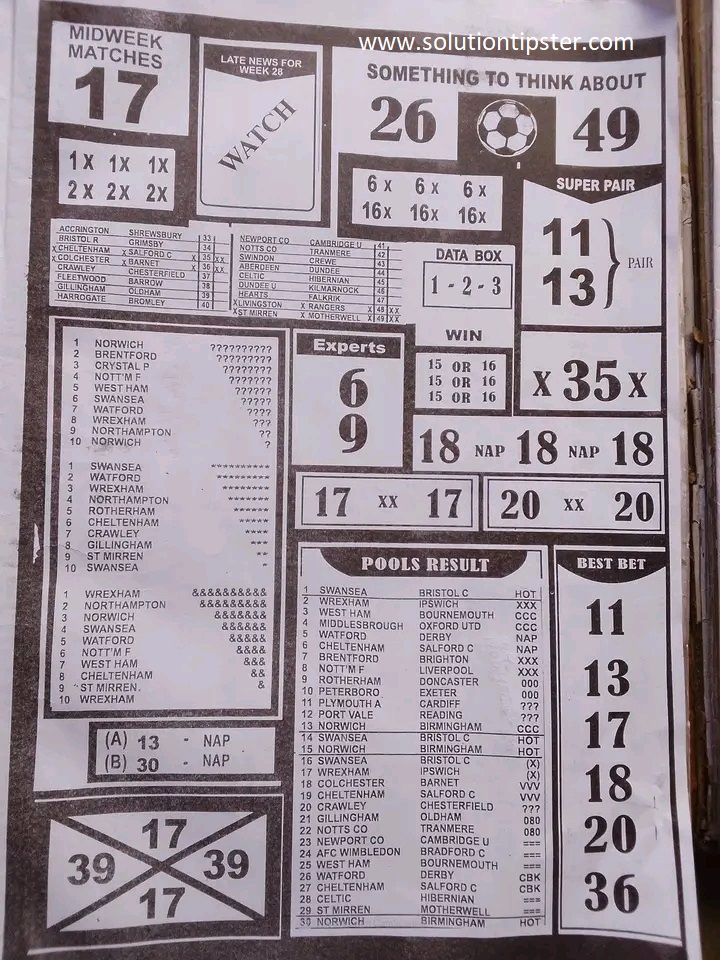 www.solutiontipster.com
MIDWEEK
MATCHES
17
LATE NEWS FOR
WEEK 28
WATCH
SOMETHING TO THINK ABOUT
26 49
1X 1X 1X
2X 2X 2X
6x 6x 6x
16x 16x 16x
SUPER PAIR
11
13
PAIR
ACCRINGTON SHREWSBURY 33
BRISTOL R GRIMSBY 34
X CHELTENHAM X SALFORD C X 35 XX
X COLCHESTER X BARNET X 36 XX
CRAWLEY CHESTERFIELD 37
FLEETWOOD BARROW 38
GILLINGHAM OLDHAM 39
HARROGATE BROMLEY 40
NEWPORT CO CAMBRIDGE U 41
NOTTS CO TRANMERE 42
SWINDON CREWE 43
ABERDEEN DUNDEE 44
CELTIC HIBERNIAN 45
DUNDEE U KILMARNOCK 46
HEARTS FALKRIK 47
X LIVINGSTON X RANGERS X 48 XX
X ST MIRREN X MOTHERWELL X 49 XX
DATA BOX
1 - 2 - 3
WIN
15 OR 16
15 OR 16
15 OR 16
X 35 X
Experts
6
9
18 NAP 18 NAP 18
17 XX 17
20 XX 20
1 NORWICH ??????????
2 BRENTFORD ?????????
3 CRYSTAL P ????????
4 NOTT'M F ???????
5 WEST HAM ??????
6 SWANSEA ?????
7 WATFORD ????
8 WREXHAM ???
9 NORTHAMPTON ??
10 NORWICH ?
1 SWANSEA **********
2 WATFORD *********
3 WREXHAM ********
4 NORTHAMPTON *******
5 ROTHERHAM ******
6 CHELTENHAM *****
7 CRAWLEY ****
8 GILLINGHAM ***
9 ST MIRREN **
10 SWANSEA *
1 WREXHAM &&&&&&&&&&
2 NORTHAMPTON &&&&&&&&&
3 NORWICH &&&&&&&
4 SWANSEA &&&&&&
5 WATFORD &&&&&
6 NOTT'M F &&&&
7 WEST HAM &&&
8 CHELTENHAM &&
9 ST MIRREN. &
10 WREXHAM
(A) 13 - NAP
(B) 30 - NAP
17
39 39
17
POOLS RESULT
1 SWANSEA BRISTOL C HOT
2 WREXHAM IPSWICH XXX
3 WEST HAM BOURNEMOUTH CCC
4 MIDDLESBROUGH OXFORD UTD CCC
5 WATFORD DERBY NAP
6 CHELTENHAM SALFORD C NAP
7 BRENTFORD BRIGHTON XXX
8 NOTT'M F LIVERPOOL XXX
9 ROTHERHAM DONCASTER 000
10 PETERBORO EXETER 000
11 PLYMOUTH A CARDIFF ???
12 PORT VALE READING ???
13 NORWICH BIRMINGHAM CCC
14 SWANSEA BRISTOL C HOT
15 NORWICH BIRMINGHAM HOT
16 SWANSEA BRISTOL C (X)
17 WREXHAM IPSWICH (X)
18 COLCHESTER BARNET VVV
19 CHELTENHAM SALFORD C VVV
20 CRAWLEY CHESTERFIELD ???
21 GILLINGHAM OLDHAM 080
22 NOTTS CO TRANMERE 080
23 NEWPORT CO CAMBRIDGE U ===
24 AFC WIMBLEDON BRADFORD C ===
25 WEST HAM BOURNEMOUTH ===
26 WATFORD DERBY CBK
27 CHELTENHAM SALFORD C CBK
28 CELTIC HIBERNIAN ===
29 ST MIRREN MOTHERWELL ===
30 NORWICH BIRMINGHAM HOT
BEST BET
11
13
17
18
20
36